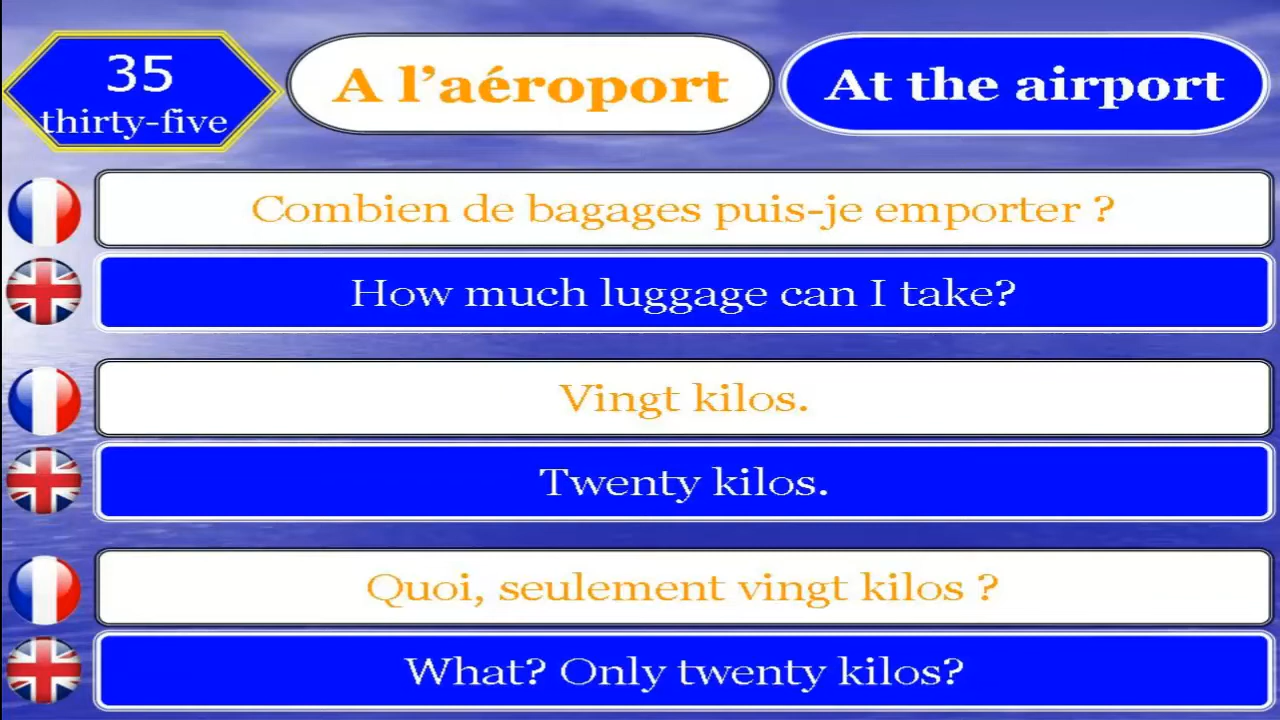 35
thirty-five
A l’aéroport
At the airport
Combien de bagages puis-je emporter ?
How much luggage can I take?
Vingt kilos.
Twenty kilos.
Quoi, seulement vingt kilos ?
What? Only twenty kilos?